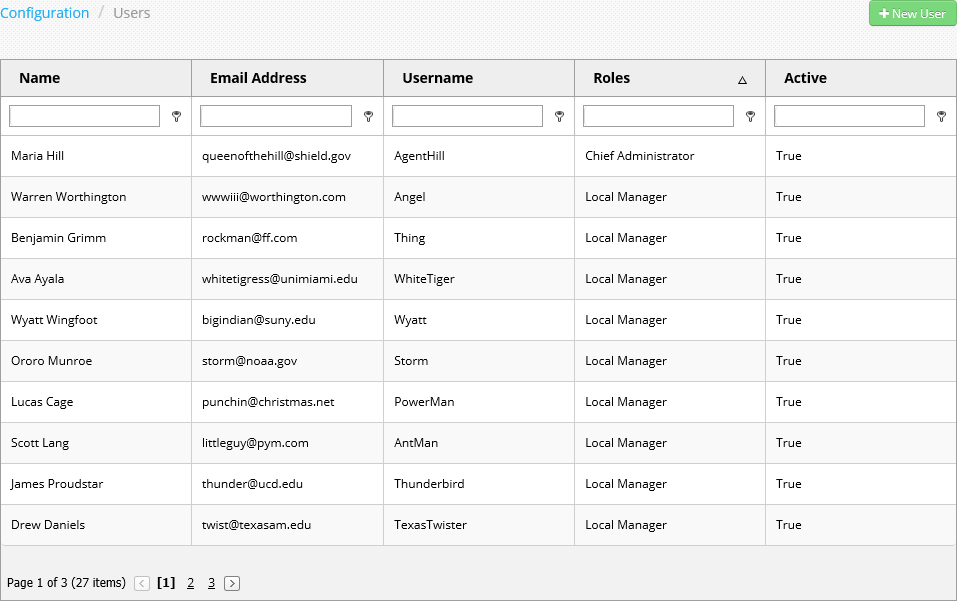 Configuration / Users
New User
Name Email Address Username Roles Active
Maria Hill queenofthehill@shield.gov AgentHill Chief Administrator True
Warren Worthington wwwiii@worthington.com Angel Local Manager True
Benjamin Grimm rockman@ff.com Thing Local Manager True
Ava Ayala whitetigress@unimiami.edu WhiteTiger Local Manager True
Wyatt Wingfoot bigindian@suny.edu Wyatt Local Manager True
Ororo Munroe storm@noaa.gov Storm Local Manager True
Lucas Cage punchin@christmas.net PowerMan Local Manager True
Scott Lang littleguy@pym.com AntMan Local Manager True
James Proudstar thunder@ucd.edu Thunderbird Local Manager True
Drew Daniels twist@texasam.edu TexasTwister Local Manager True
Page 1 of 3 (27 items) < [1] 2 3 >